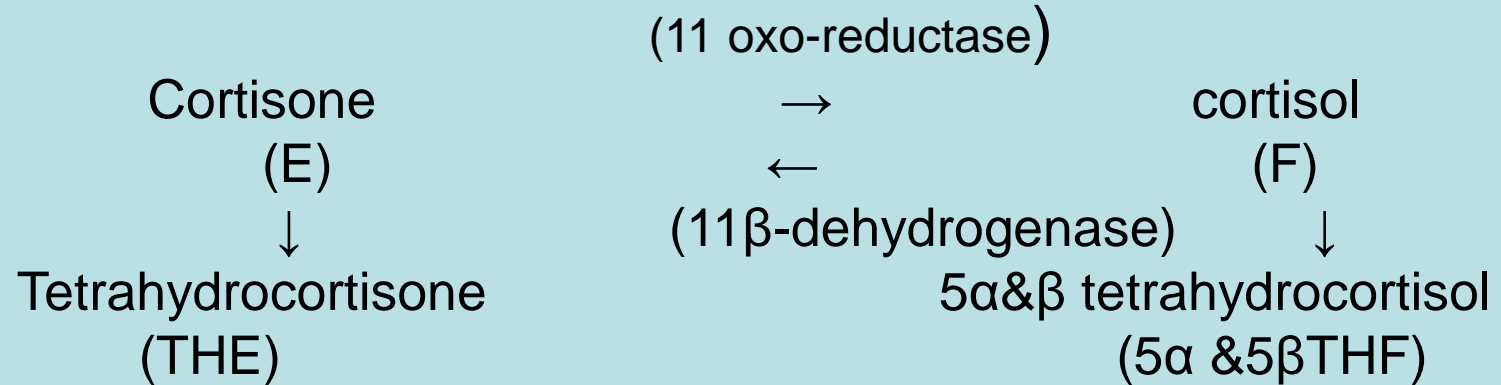 (11 oxo-reductase)
Cortisone → cortisol
(E) ← (F)
↓ (11β-dehydrogenase) ↓
Tetrahydrocortisone 5α&β tetrahydrocortisol
(THE) (5α &5βTHF)